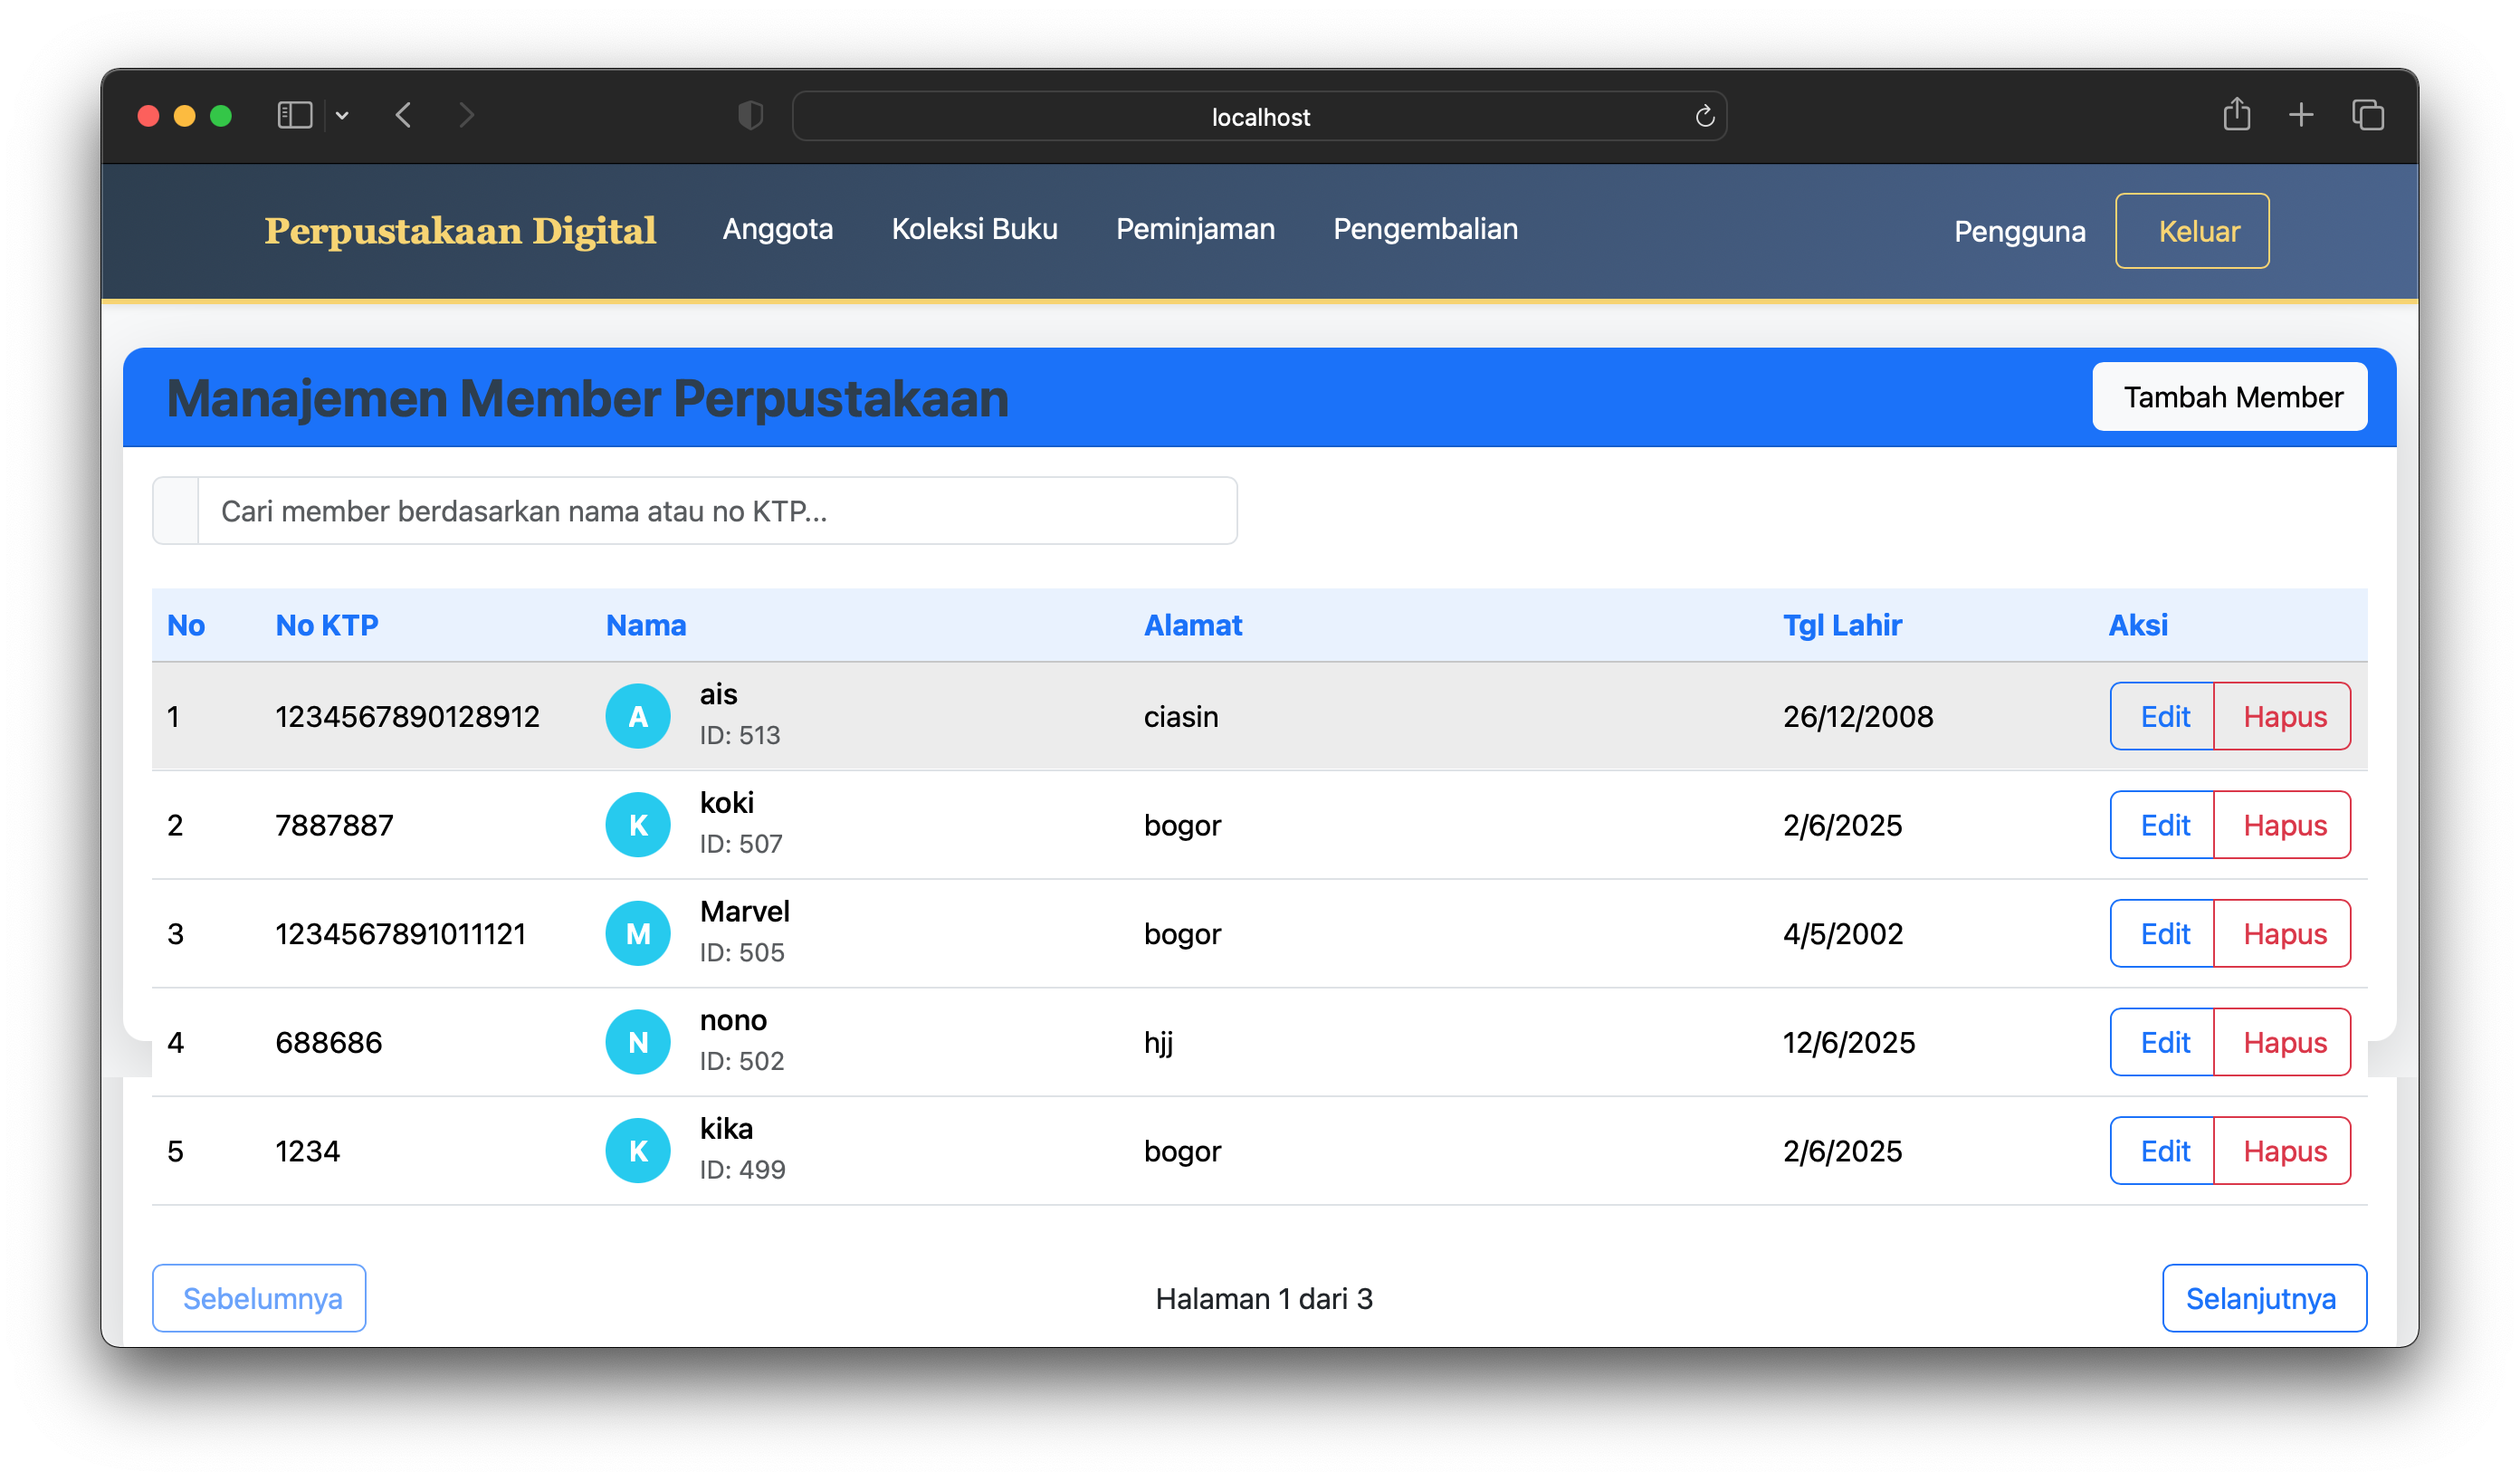 localhost
Perpustakaan Digital Anggota Koleksi Buku Peminjaman Pengembalian Pengguna Keluar
Manajemen Member Perpustakaan Tambah Member
Cari member berdasarkan nama atau no KTP...
No No KTP Nama Alamat Tgl Lahir Aksi
1 1234567890128912 A ais ciasin 26/12/2008 Edit Hapus
ID: 513
2 7887887 K koki bogor 2/6/2025 Edit Hapus
ID: 507
3 1234567891011121 M Marvel bogor 4/5/2002 Edit Hapus
ID: 505
4 688686 N nono hjj 12/6/2025 Edit Hapus
ID: 502
5 1234 K kika bogor 2/6/2025 Edit Hapus
ID: 499
Sebelumnya Halaman 1 dari 3 Selanjutnya